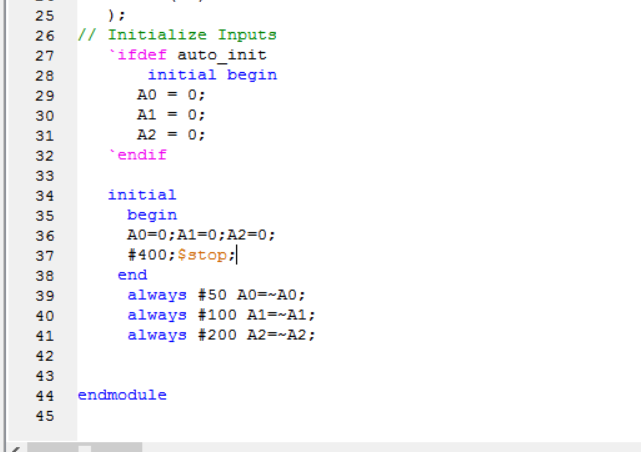 25 );
26 // Initialize Inputs
27 `ifdef auto_init
28 initial begin
29 A0 = 0;
30 A1 = 0;
31 A2 = 0;
32 `endif
33
34 initial
35 begin
36 A0=0;A1=0;A2=0;
37 #400;$stop;
38 end
39 always #50 A0=~A0;
40 always #100 A1=~A1;
41 always #200 A2=~A2;
42
43
44 endmodule
45